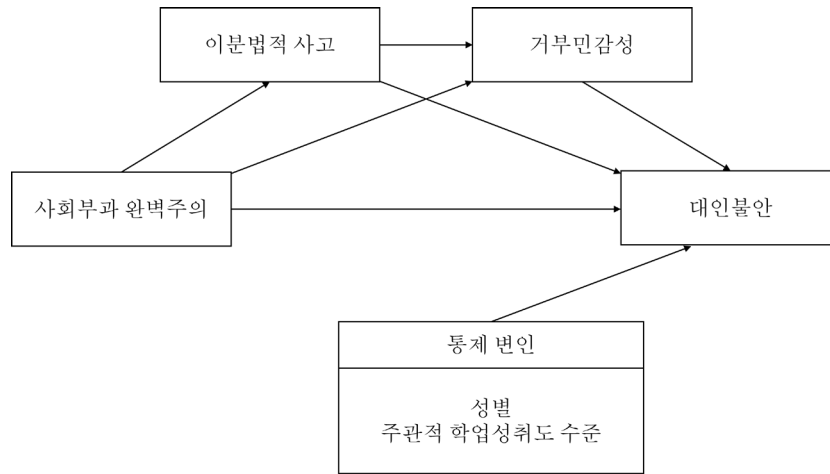 이분법적 사고
거부민감성
사회부과 완벽주의
대인불안
통제 변인
성별
주관적 학업성취도 수준